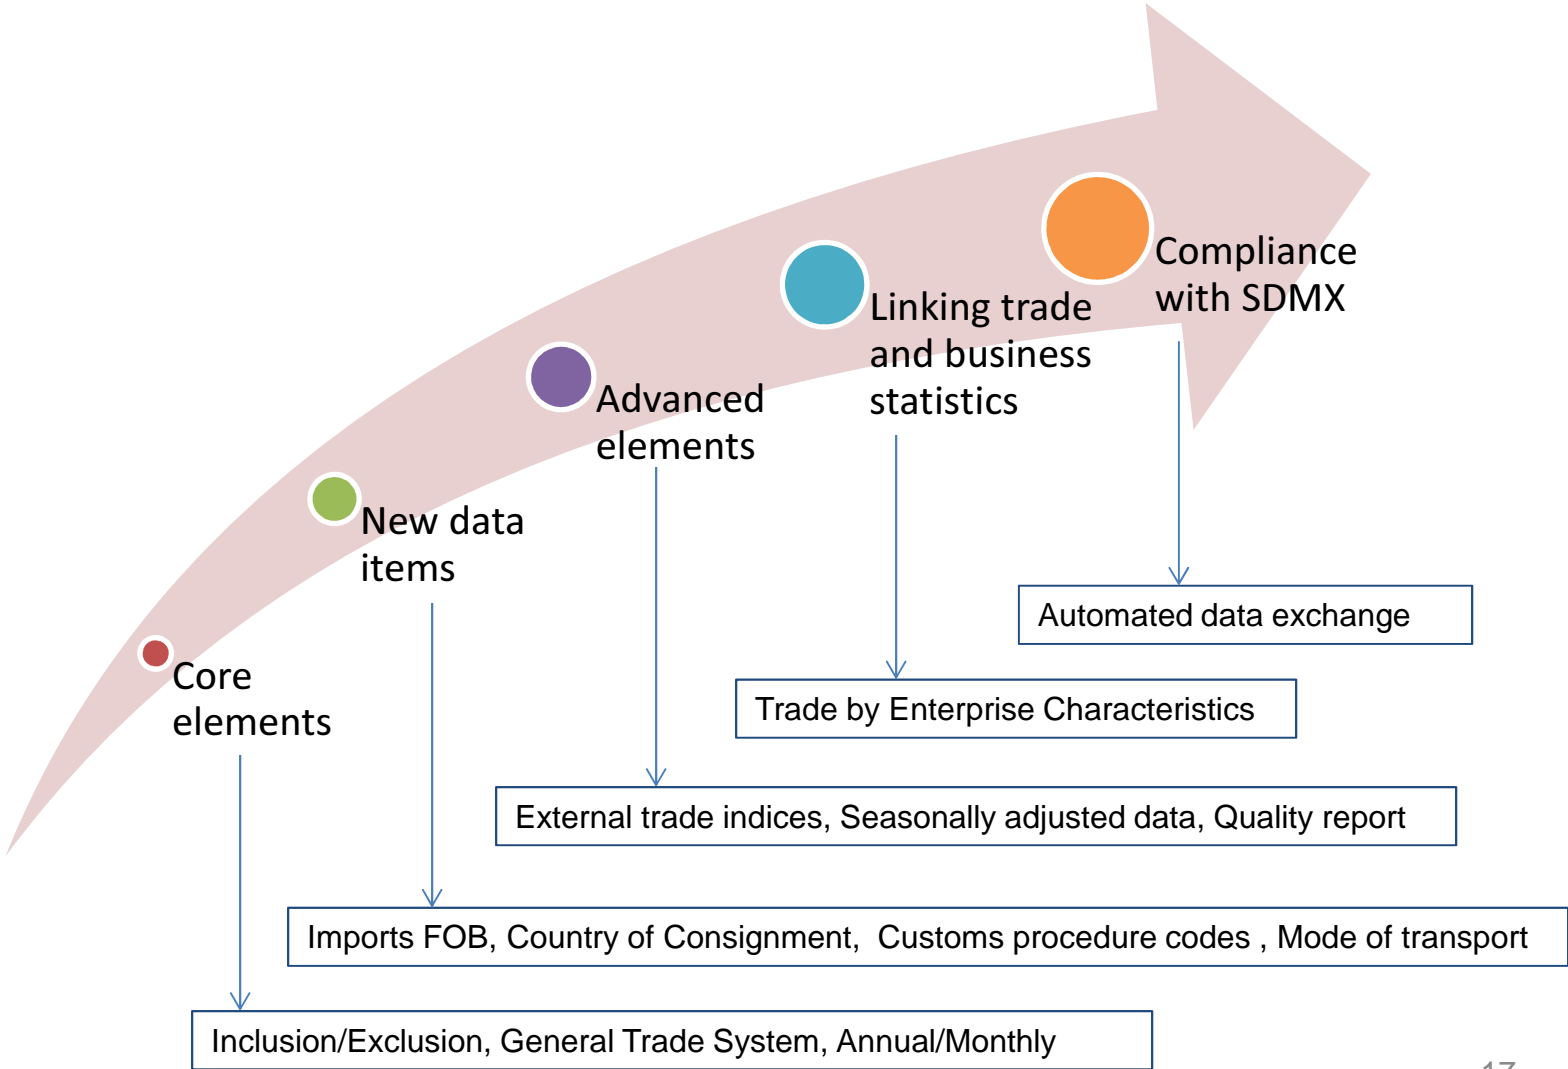 Compliance
with SDMX
Linking trade
and business
statistics
Advanced
elements
New data
items
Core
elements
Automated data exchange
Trade by Enterprise Characteristics
External trade indices, Seasonally adjusted data, Quality report
Imports FOB, Country of Consignment,  Customs procedure codes , Mode of transport
Inclusion/Exclusion, General Trade System, Annual/Monthly
17